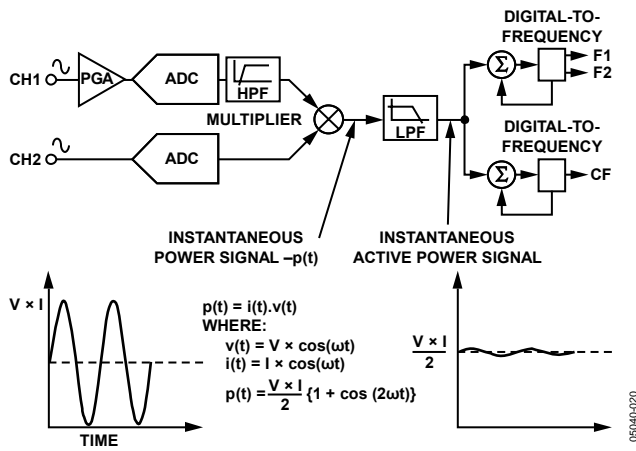 DIGITAL-TO-
FREQUENCY
CH1
PGA
ADC
HPF
MULTIPLIER
LPF
Σ
F1
F2
CH2
ADC
DIGITAL-TO-
FREQUENCY
Σ
CF
INSTANTANEOUS
POWER SIGNAL –p(t)
INSTANTANEOUS
ACTIVE POWER SIGNAL
V × I
TIME
p(t) = i(t).v(t)
WHERE:
v(t) = V × cos(ωt)
i(t) = I × cos(ωt)
p(t) = V × I / 2 {1 + cos (2ωt)}
V × I
2
05040-020